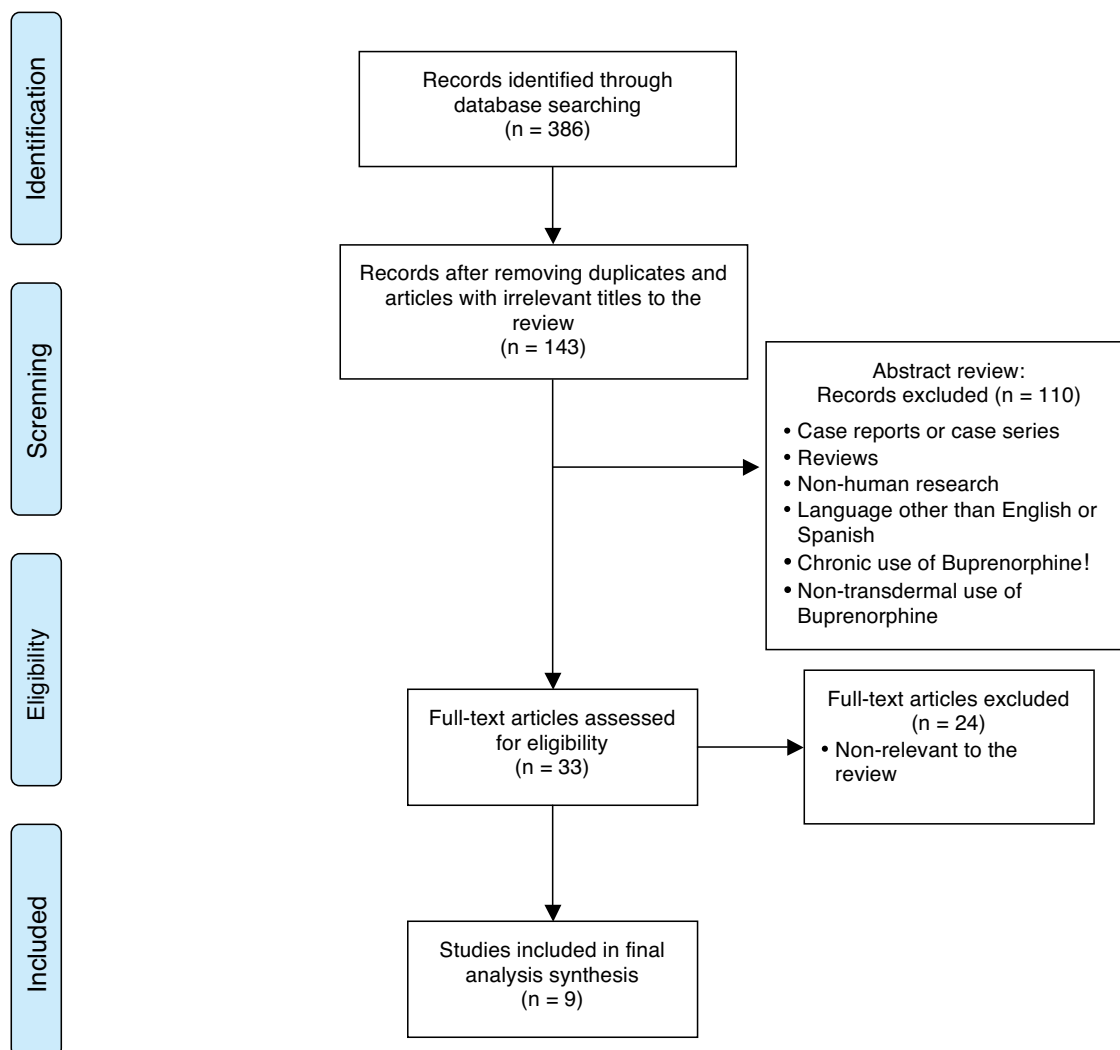 Identification
Records identified through
database searching
(n = 386)
Records after removing duplicates and
articles with irrelevant titles to the
review
(n = 143)
Screnning
Abstract review:
Records excluded (n = 110)
• Case reports or case series
• Reviews
• Non-human research
• Language other than English or
Spanish
• Chronic use of Buprenorphine!
• Non-transdermal use of
Buprenorphine
Eligibility
Full-text articles assessed
for eligibility
(n = 33)
Full-text articles excluded
(n = 24)
• Non-relevant to the
review
Included
Studies included in final
analysis synthesis
(n = 9)